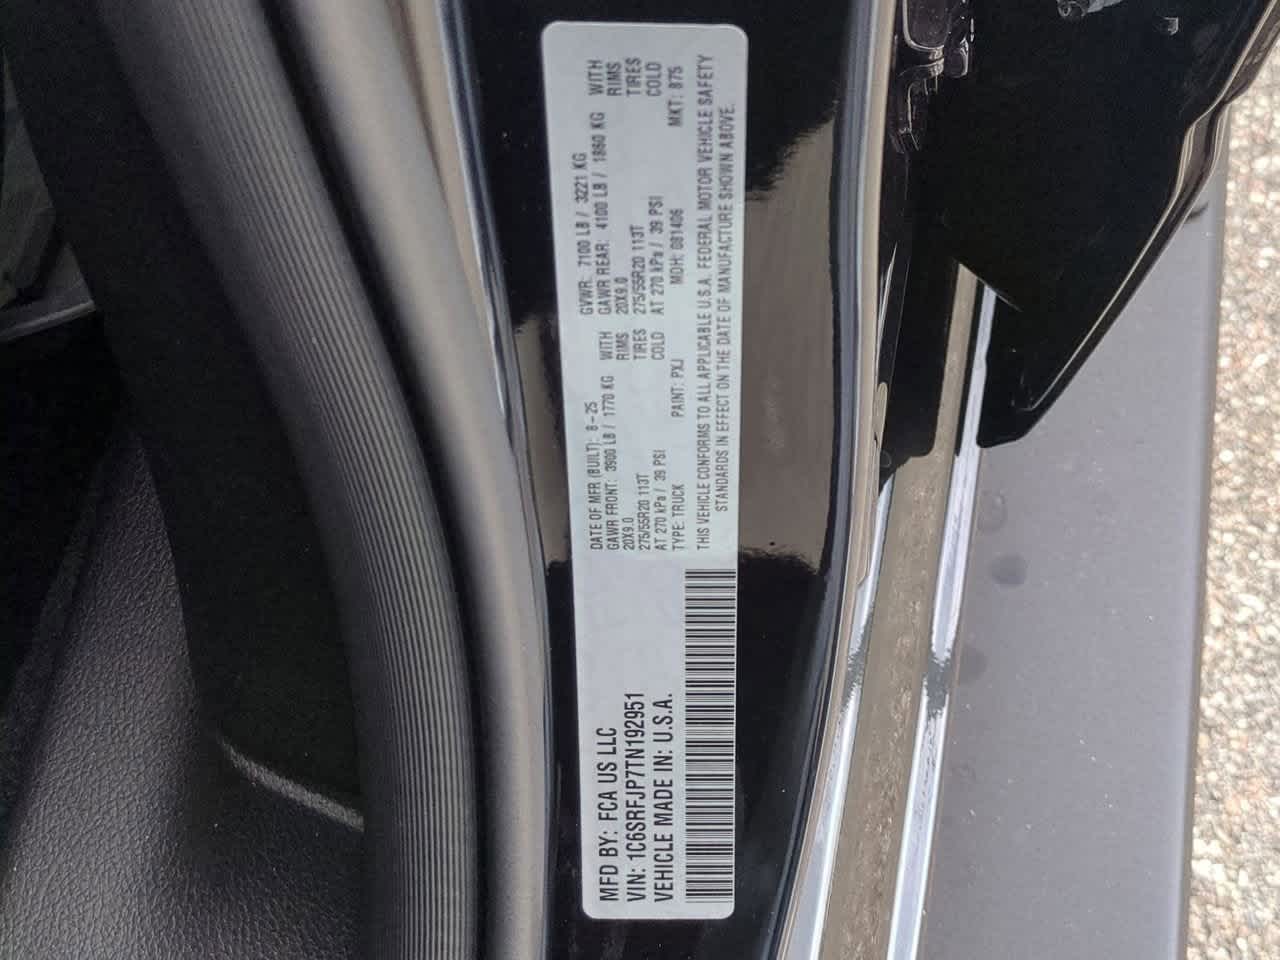 MFD BY: FCA US LLC
VIN: 1C6SRFJP7TN192951
VEHICLE MADE IN: U.S.A.
DATE OF MFR (BUILT): 8-25
GVWR: 7100 LB / 3221 KG
GAWR FRONT: 3900 LB / 1770 KG WITH
20X9.0 RIMS
275/55R20 113T TIRES
AT 270 kPa / 39 PSI COLD
GAWR REAR: 4100 LB / 1860 KG WITH
20X9.0 RIMS
275/55R20 113T TIRES
AT 270 kPa / 39 PSI COLD
TYPE: TRUCK PAINT: PXJ MDH: 081406 MKT: 875
THIS VEHICLE CONFORMS TO ALL APPLICABLE U.S.A. FEDERAL MOTOR VEHICLE SAFETY
STANDARDS IN EFFECT ON THE DATE OF MANUFACTURE SHOWN ABOVE.